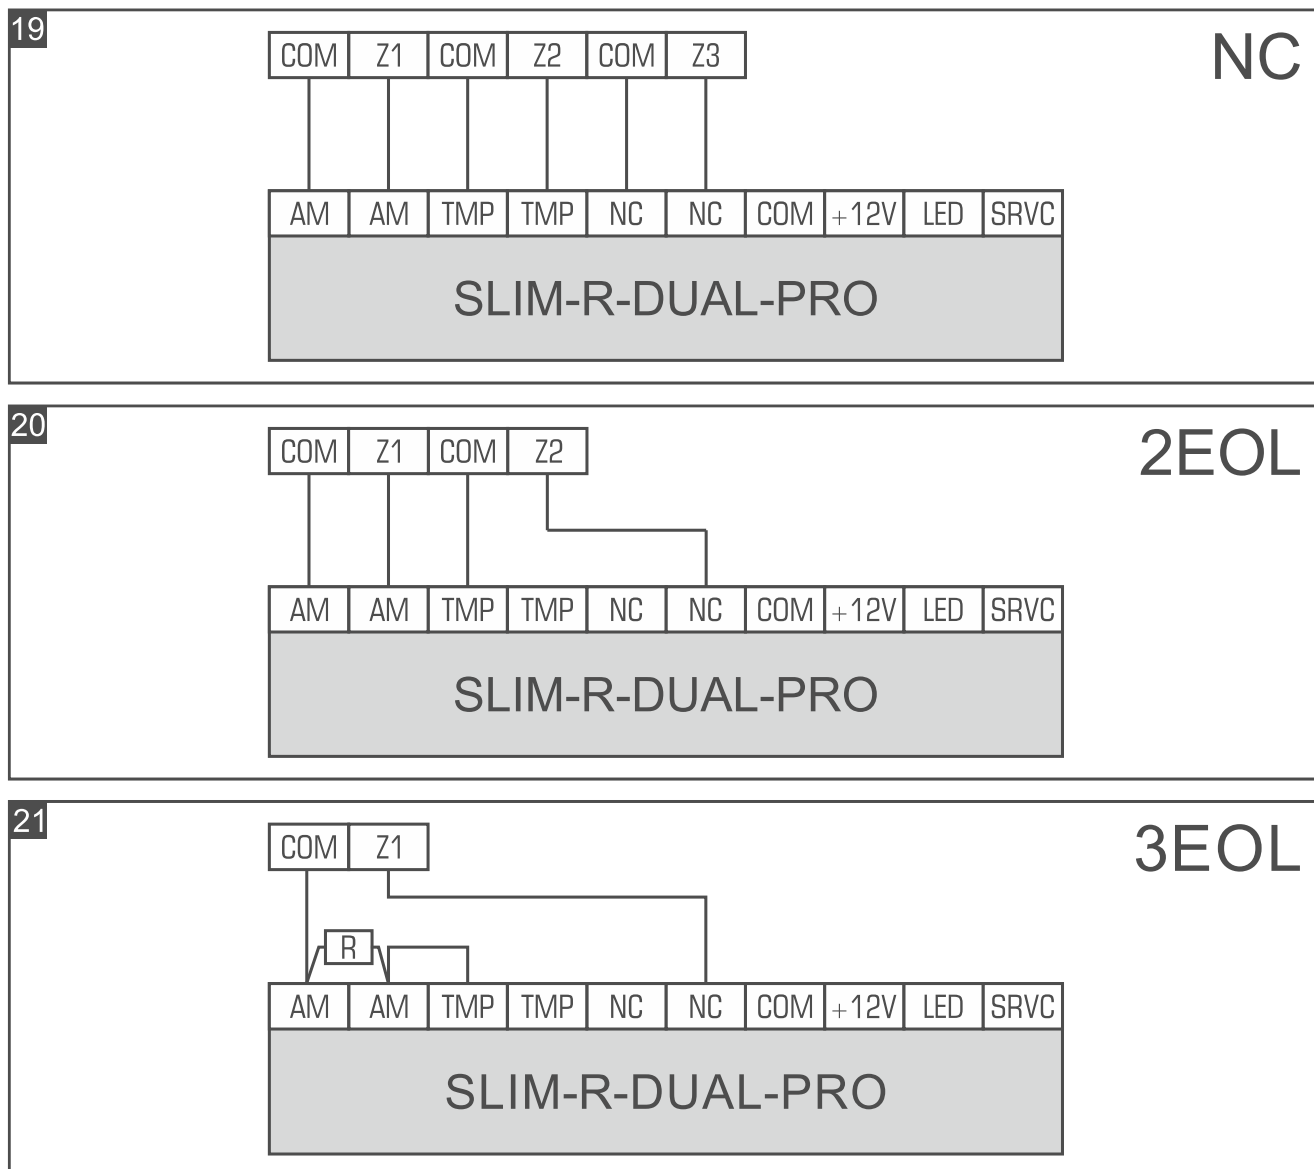 19
NC
COM Z1 COM Z2 COM Z3
AM AM TMP TMP NC NC COM +12V LED SRVC
SLIM-R-DUAL-PRO
20
2EOL
COM Z1 COM Z2
AM AM TMP TMP NC NC COM +12V LED SRVC
SLIM-R-DUAL-PRO
21
3EOL
COM Z1
R
AM AM TMP TMP NC NC COM +12V LED SRVC
SLIM-R-DUAL-PRO